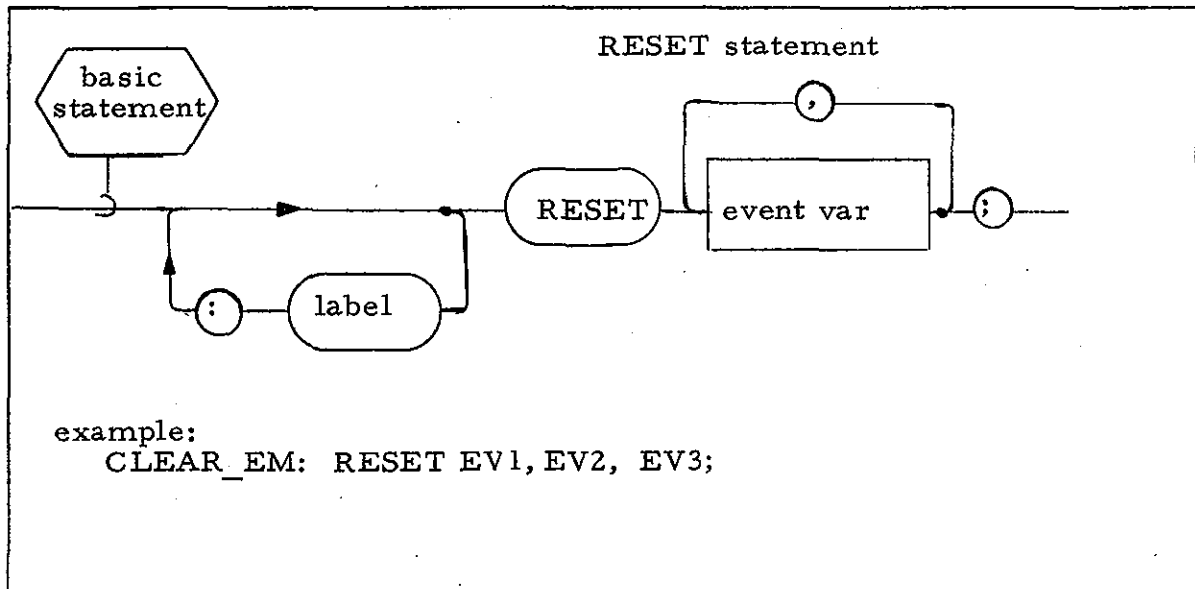 RESET statement
basic
statement
,
RESET
event var
;
:
label
example:
CLEAR_EM: RESET EV1, EV2, EV3;